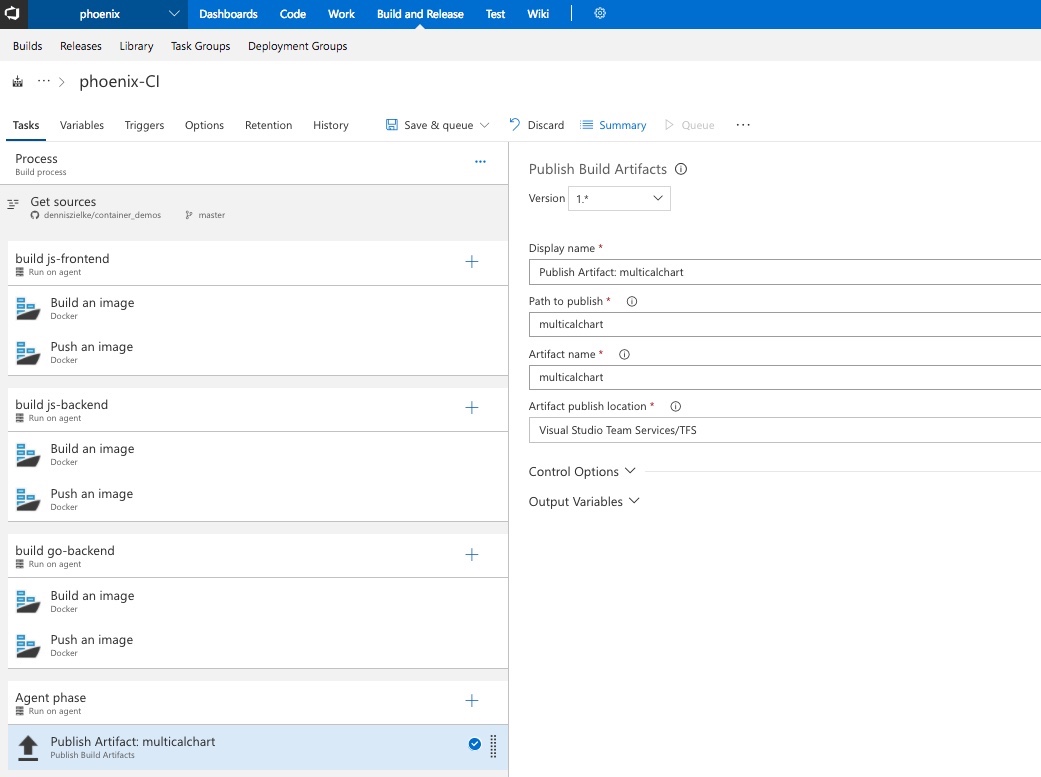 phoenix Dashboards Code Work Build and Release Test Wiki
Builds Releases Library Task Groups Deployment Groups
... > phoenix-CI
Tasks Variables Triggers Options Retention History Save & queue Discard Summary Queue ...
Process ...
Build process
Get sources
denniszielke/container_demos master
build js-frontend
Run on agent
Build an image
Docker
Push an image
Docker
build js-backend
Run on agent
Build an image
Docker
Push an image
Docker
build go-backend
Run on agent
Build an image
Docker
Push an image
Docker
Agent phase
Run on agent
Publish Artifact: multicalchart
Publish Build Artifacts
Publish Build Artifacts
Version 1.*
Display name *
Publish Artifact: multicalchart
Path to publish *
multicalchart
Artifact name *
multicalchart
Artifact publish location *
Visual Studio Team Services/TFS
Control Options
Output Variables